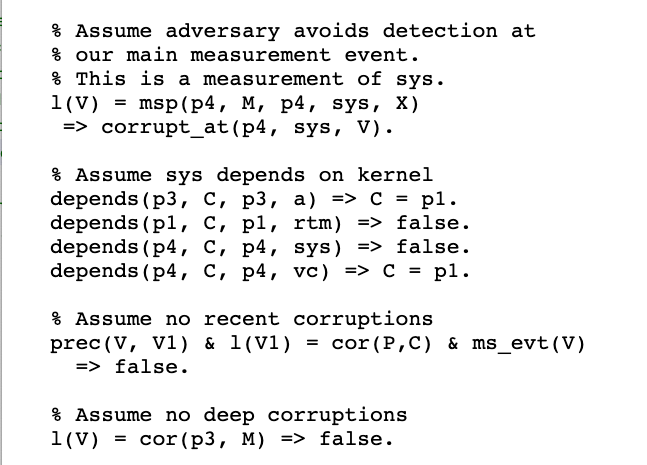 % Assume adversary avoids detection at
% our main measurement event.
% This is a measurement of sys.
l(V) = msp(p4, M, p4, sys, X)
=> corrupt_at(p4, sys, V).
% Assume sys depends on kernel
depends(p3, C, p3, a) => C = p1.
depends(p1, C, p1, rtm) => false.
depends(p4, C, p4, sys) => false.
depends(p4, C, p4, vc) => C = p1.
% Assume no recent corruptions
prec(V, V1) & l(V1) = cor(P,C) & ms_evt(V)
=> false.
% Assume no deep corruptions
l(V) = cor(p3, M) => false.